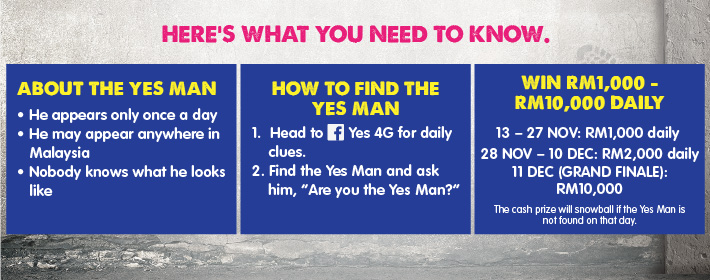 HERE'S WHAT YOU NEED TO KNOW.
ABOUT THE YES MAN
• He appears only once a day
• He may appear anywhere in
Malaysia
• Nobody knows what he looks
like
HOW TO FIND THE
YES MAN
1. Head to f Yes 4G for daily
clues.
2. Find the Yes Man and ask
him, “Are you the Yes Man?”
WIN RM1,000 -
RM10,000 DAILY
13 – 27 NOV: RM1,000 daily
28 NOV – 10 DEC: RM2,000 daily
11 DEC (GRAND FINALE):
RM10,000
The cash prize will snowball if the Yes Man is
not found on that day.